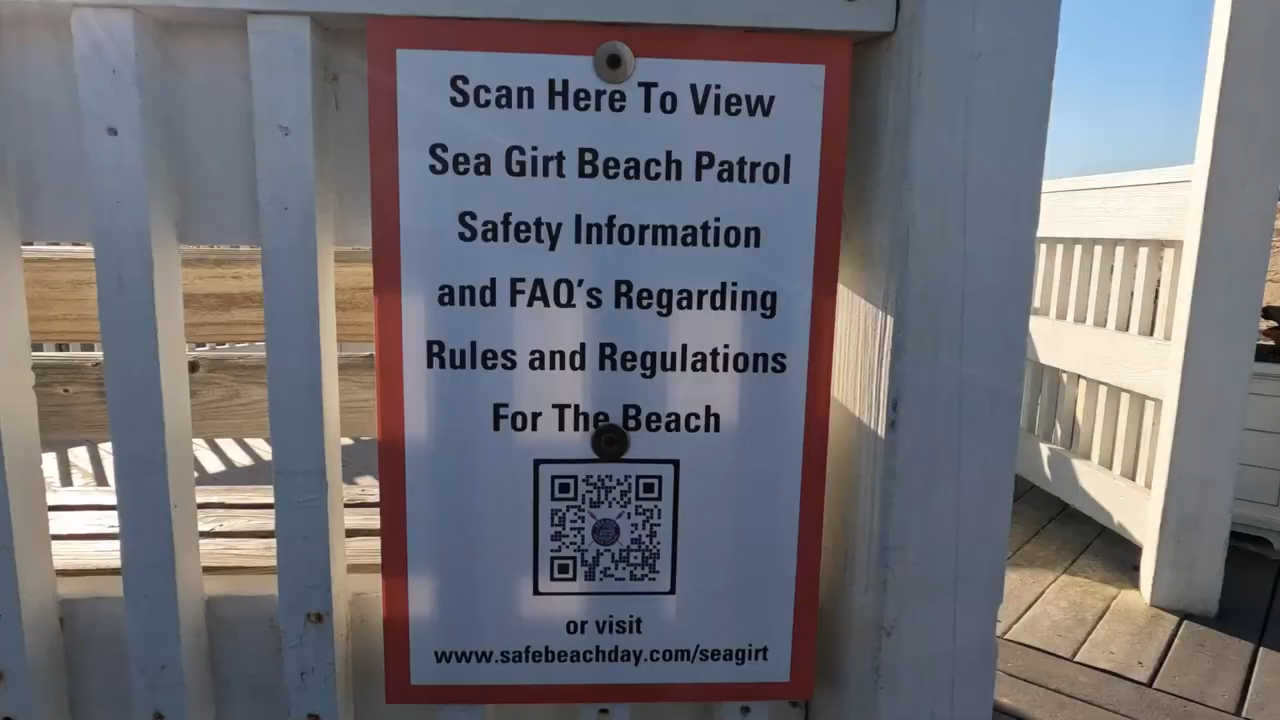 Scan Here To View
Sea Girt Beach Patrol
Safety Information
and FAQ's Regarding
Rules and Regulations
For The Beach
or visit
www.safebeachday.com/seagirt